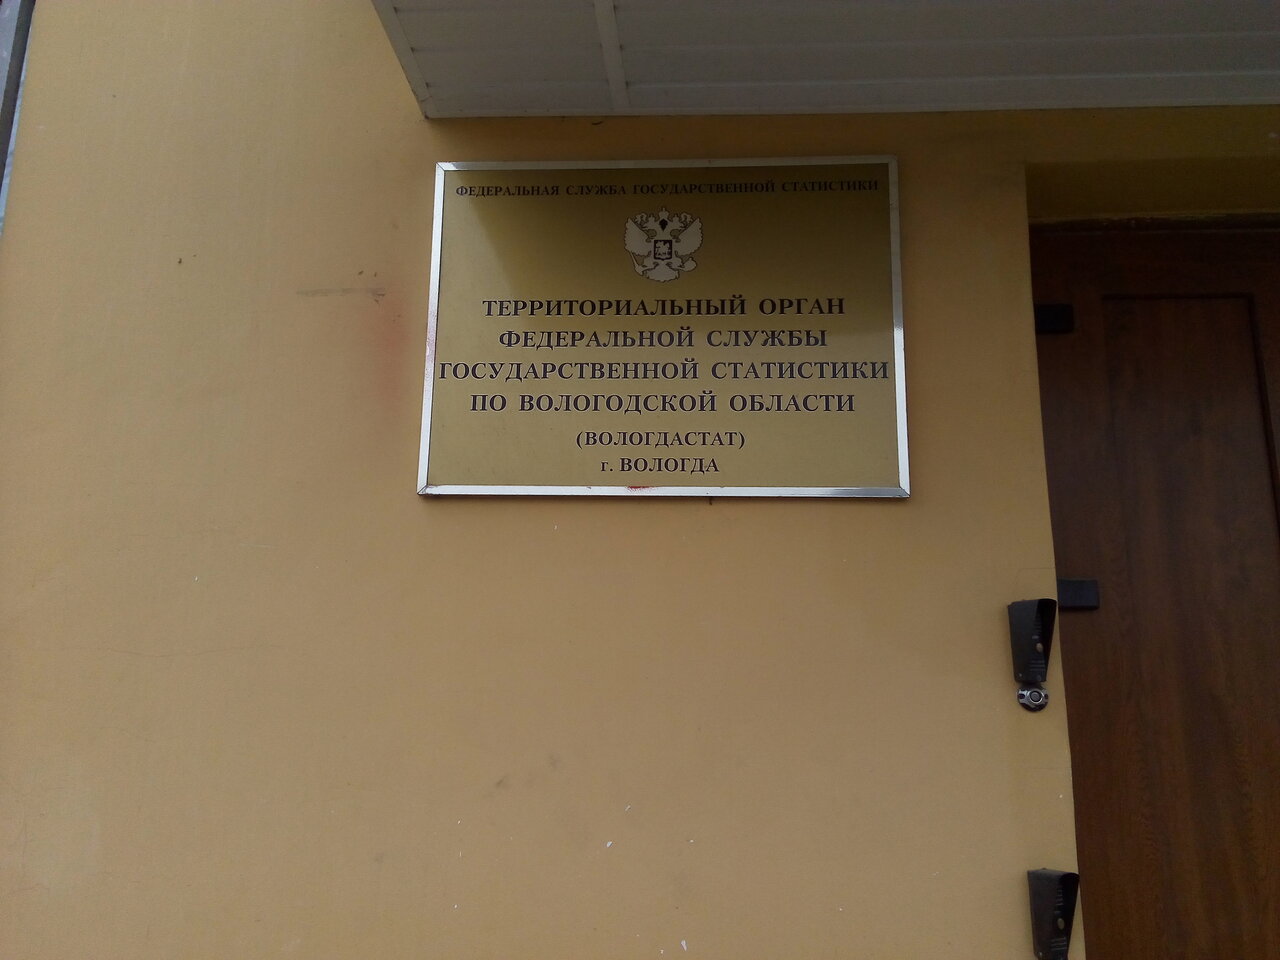 ФЕДЕРАЛЬНАЯ СЛУЖБА ГОСУДАРСТВЕННОЙ СТАТИСТИКИ
ТЕРРИТОРИАЛЬНЫЙ ОРГАН
ФЕДЕРАЛЬНОЙ СЛУЖБЫ
ГОСУДАРСТВЕННОЙ СТАТИСТИКИ
ПО ВОЛОГОДСКОЙ ОБЛАСТИ
(ВОЛОГДАСТАТ)
г. ВОЛОГДА